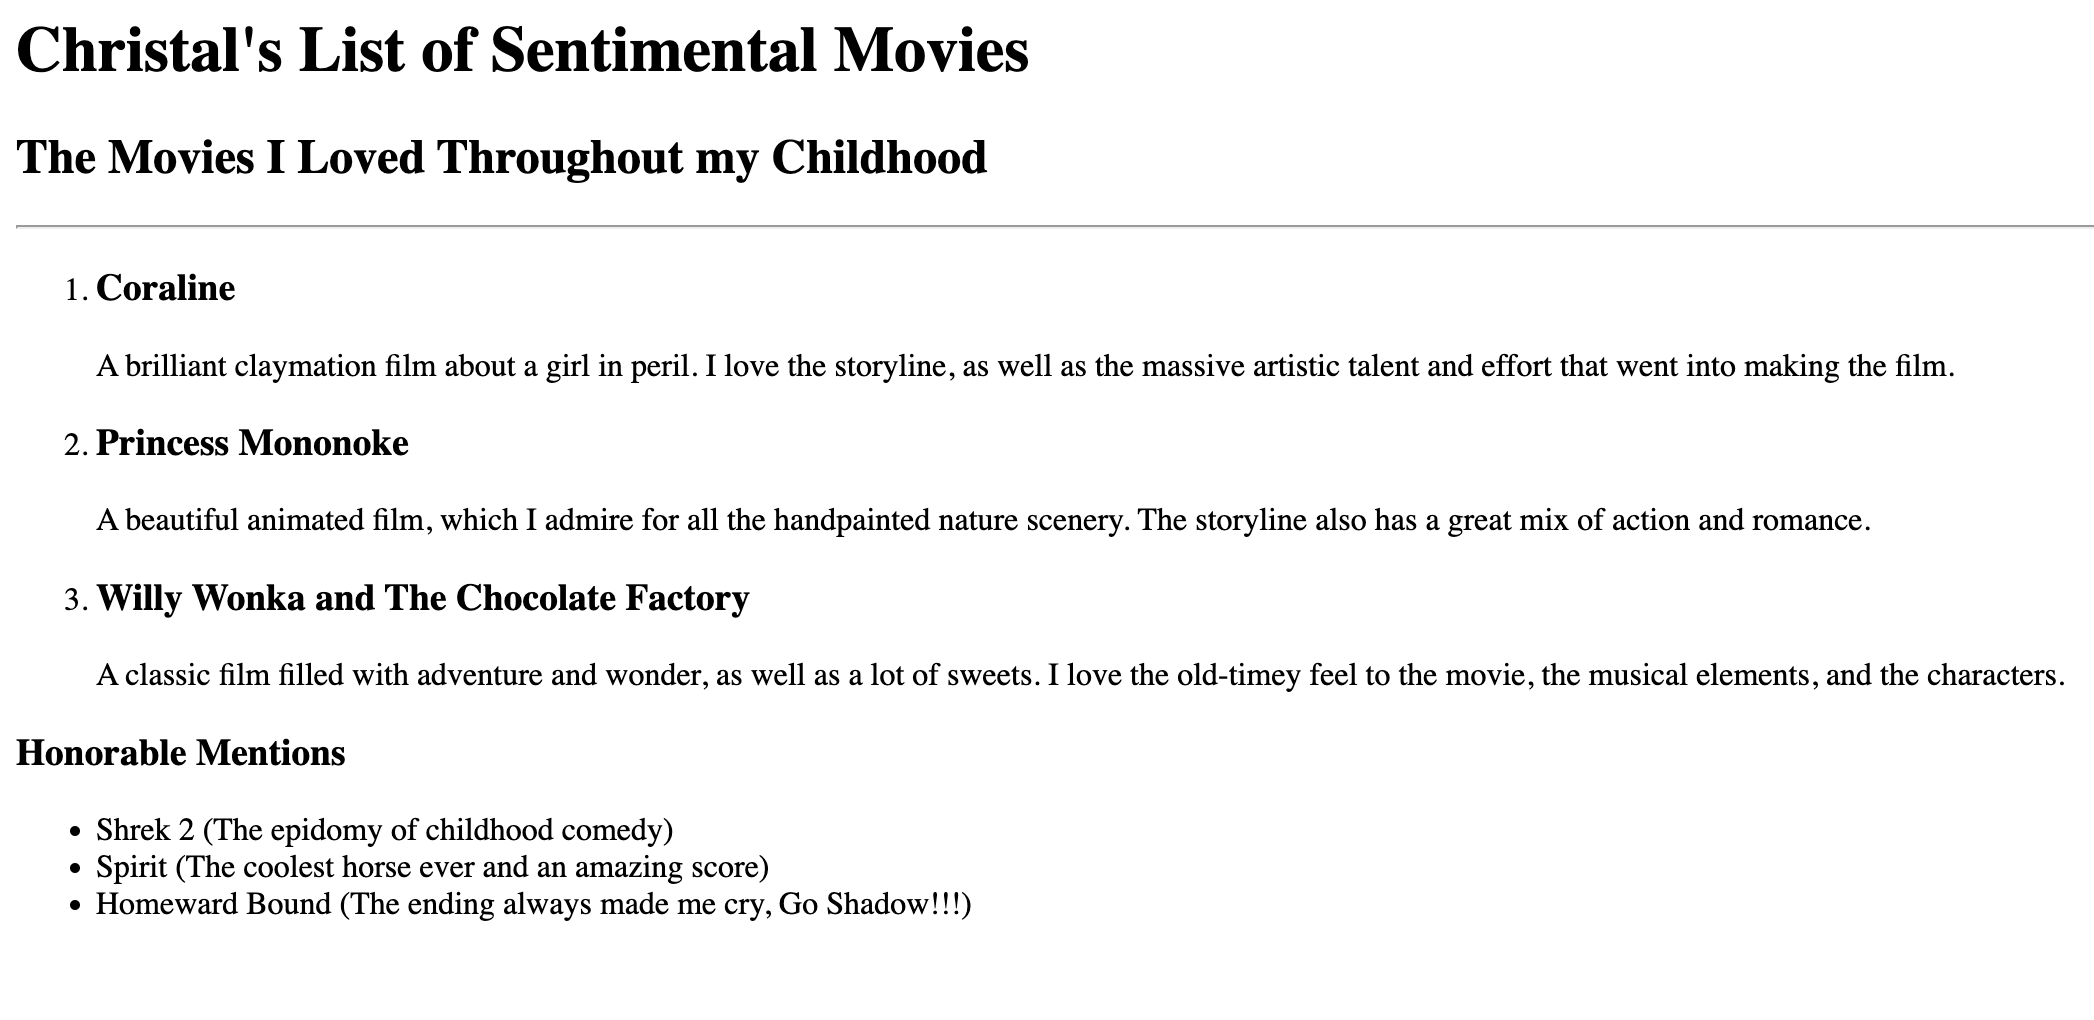 Christal's List of Sentimental Movies
The Movies I Loved Throughout my Childhood
1. Coraline
A brilliant claymation film about a girl in peril. I love the storyline, as well as the massive artistic talent and effort that went into making the film.
2. Princess Mononoke
A beautiful animated film, which I admire for all the handpainted nature scenery. The storyline also has a great mix of action and romance.
3. Willy Wonka and The Chocolate Factory
A classic film filled with adventure and wonder, as well as a lot of sweets. I love the old-timey feel to the movie, the musical elements, and the characters.
Honorable Mentions
• Shrek 2 (The epidomy of childhood comedy)
• Spirit (The coolest horse ever and an amazing score)
• Homeward Bound (The ending always made me cry, Go Shadow!!!)